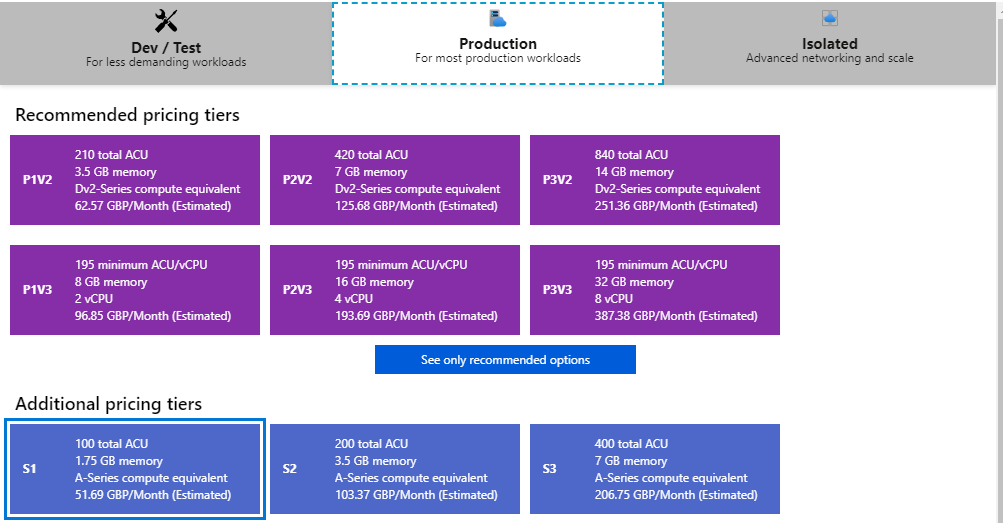 Dev / Test
For less demanding workloads
Production
For most production workloads
Isolated
Advanced networking and scale
Recommended pricing tiers
P1V2
210 total ACU
3.5 GB memory
Dv2-Series compute equivalent
62.57 GBP/Month (Estimated)
P2V2
420 total ACU
7 GB memory
Dv2-Series compute equivalent
125.68 GBP/Month (Estimated)
P3V2
840 total ACU
14 GB memory
Dv2-Series compute equivalent
251.36 GBP/Month (Estimated)
P1V3
195 minimum ACU/vCPU
8 GB memory
2 vCPU
96.85 GBP/Month (Estimated)
P2V3
195 minimum ACU/vCPU
16 GB memory
4 vCPU
193.69 GBP/Month (Estimated)
P3V3
195 minimum ACU/vCPU
32 GB memory
8 vCPU
387.38 GBP/Month (Estimated)
See only recommended options
Additional pricing tiers
S1
100 total ACU
1.75 GB memory
A-Series compute equivalent
51.69 GBP/Month (Estimated)
S2
200 total ACU
3.5 GB memory
A-Series compute equivalent
103.37 GBP/Month (Estimated)
S3
400 total ACU
7 GB memory
A-Series compute equivalent
206.75 GBP/Month (Estimated)